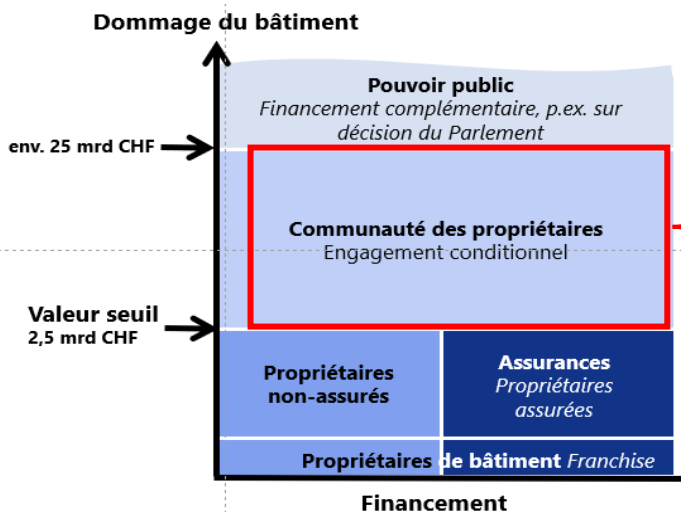 Dommage du bâtiment
Pouvoir public
Financement complémentaire, p.ex. sur
décision du Parlement
env. 25 mrd CHF
Communauté des propriétaires
Engagement conditionnel
Valeur seuil
2,5 mrd CHF
Propriétaires
non-assurés
Assurances
Propriétaires
assurées
Propriétaires de bâtiment Franchise
Financement